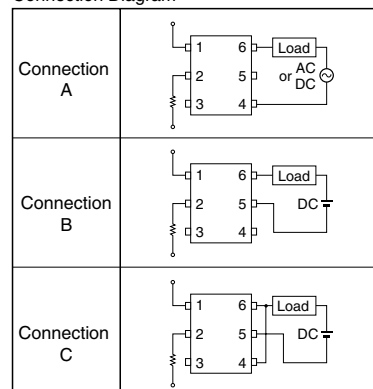 Connection Diagram
Connection
A
1 6 Load
2 5 or AC
DC
3 4
Connection
B
1 6 Load
2 5 DC
3 4
Connection
C
1 6 Load
2 5 DC
3 4